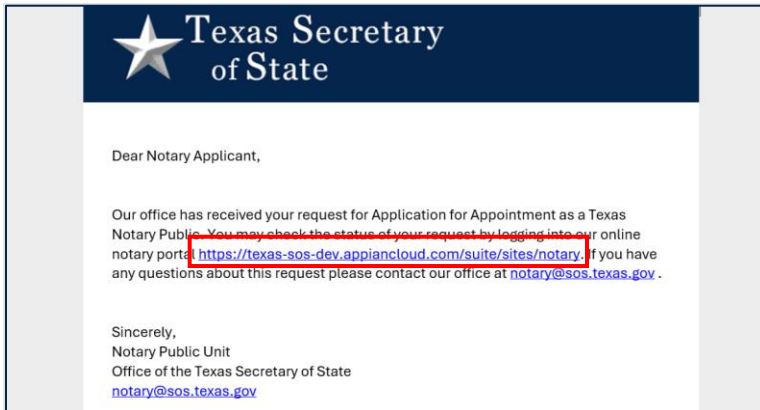 Texas Secretary
of State
Dear Notary Applicant,
Our office has received your request for Application for Appointment as a Texas
Notary Public. You may check the status of your request by logging into our online
notary portal https://texas-sos-dev.appiancloud.com/suite/sites/notary. If you have
any questions about this request please contact our office at notary@sos.texas.gov .
Sincerely,
Notary Public Unit
Office of the Texas Secretary of State
notary@sos.texas.gov